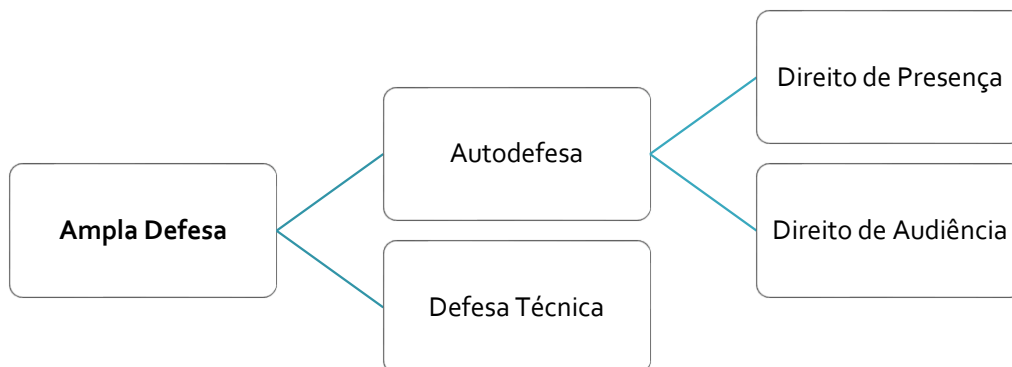 Ampla Defesa
Autodefesa
Defesa Técnica
Direito de Presença
Direito de Audiência